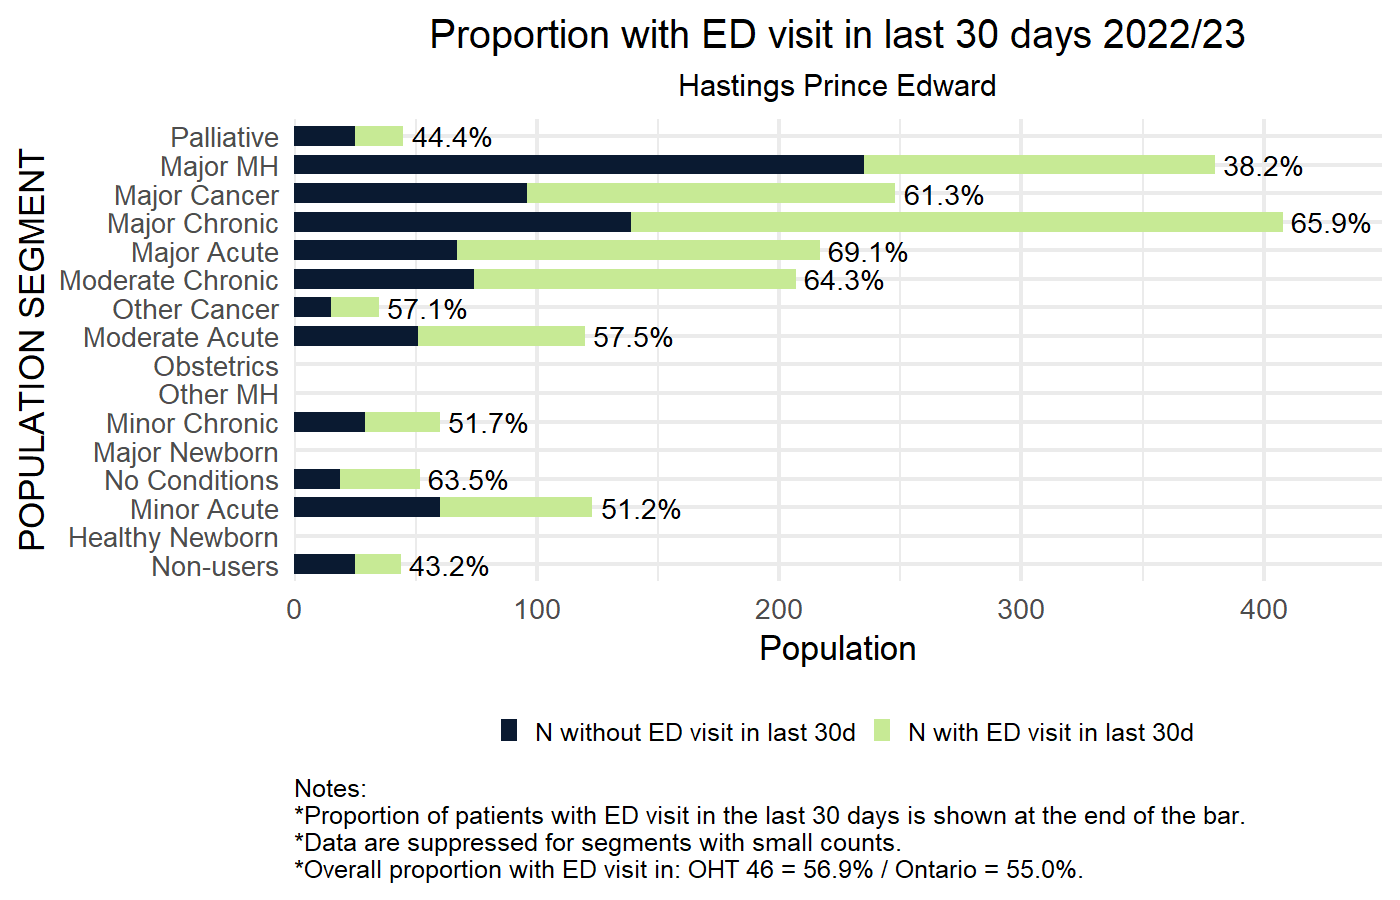 Proportion with ED visit in last 30 days 2022/23
Hastings Prince Edward
POPULATION SEGMENT
Palliative 44.4%
Major MH 38.2%
Major Cancer 61.3%
Major Chronic 65.9%
Major Acute 69.1%
Moderate Chronic 64.3%
Other Cancer 57.1%
Moderate Acute 57.5%
Obstetrics
Other MH
Minor Chronic 51.7%
Major Newborn
No Conditions 63.5%
Minor Acute 51.2%
Healthy Newborn
Non-users 43.2%
0 100 200 300 400
Population
N without ED visit in last 30d N with ED visit in last 30d
Notes:
*Proportion of patients with ED visit in the last 30 days is shown at the end of the bar.
*Data are suppressed for segments with small counts.
*Overall proportion with ED visit in: OHT 46 = 56.9% / Ontario = 55.0%.